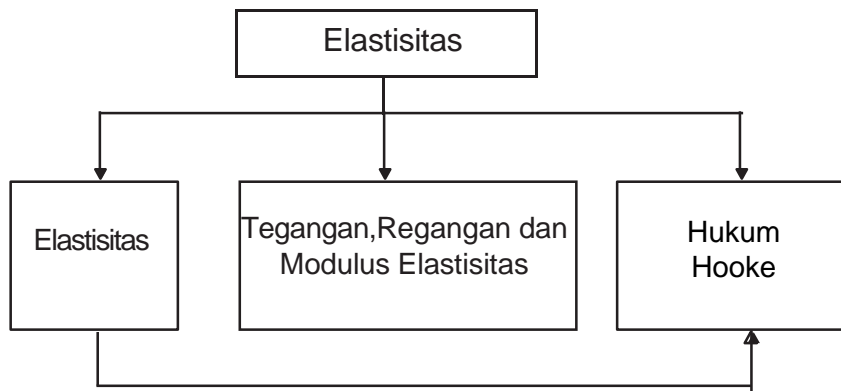 Elastisitas
Elastisitas
Tegangan,Regangan dan
Modulus Elastisitas
Hukum
Hooke